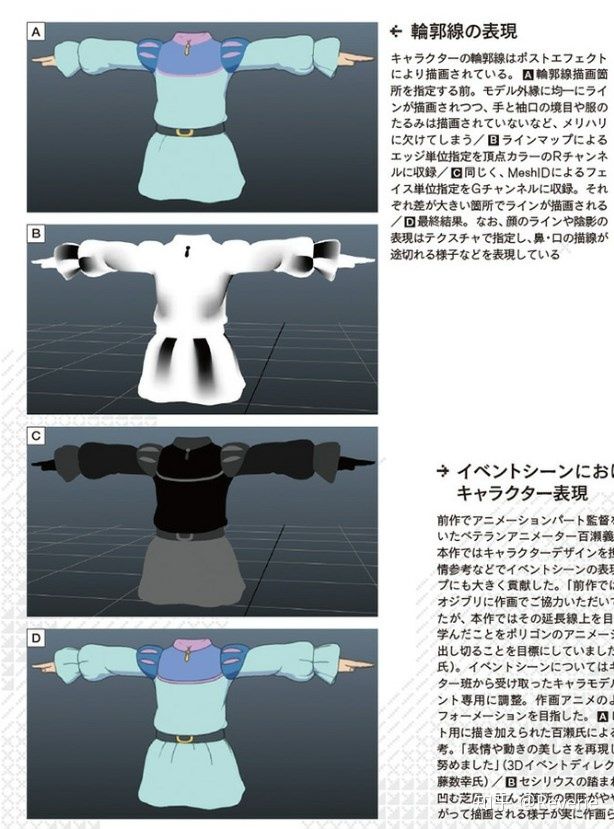 A
B
C
D
← 輪郭線の表現
キャラクターの輪郭線はポストエフェクト
により描画されている。A輪郭線描画箇
所を指定する前。モデル外縁に均一にライ
ンが描画されつつ、手と袖口の境目や服の
たるみは描画されていないなど、メリハリ
に欠けてしまう/Bラインマップによる
エッジ単位指定を頂点カラーのRチャンネ
ルに収録/C同じく、MeshIDによるフェ
イス単位指定をGチャンネルに収録。それ
ぞれ差が大きい箇所でラインが描画される
/D最終結果。なお、顔のラインや陰影の
表現はテクスチャで指定し、鼻・口の描線が
途切れる様子などを表現している
→ イベントシーンにお
キャラクター表現
前作でアニメーションパート監督を
いたベテランアニメーター百瀬義
本作ではキャラクターデザインを担
情参考などでイベントシーンの表現
プにも大きく貢献した。「前作では
オジブリに作画でご協力いただいて
たが、本作ではその延長線上を目
学んだことをポリゴンのアニメーシ
出し切ることを目標にしていました
氏)。イベントシーンについてはキ
ター班から受け取ったキャラモデル
ント専用に調整。作画アニメのよ
フォーメーションを目指した。A
ト用に描き加えられた百瀬氏による
考。「表情や動きの美しさを再現し
努めました」(3Dイベントディレク
藤数幸氏)/Bセシリウスの踏ま
凹む芝居。
がって描画される様子が実に作画ら
知乎